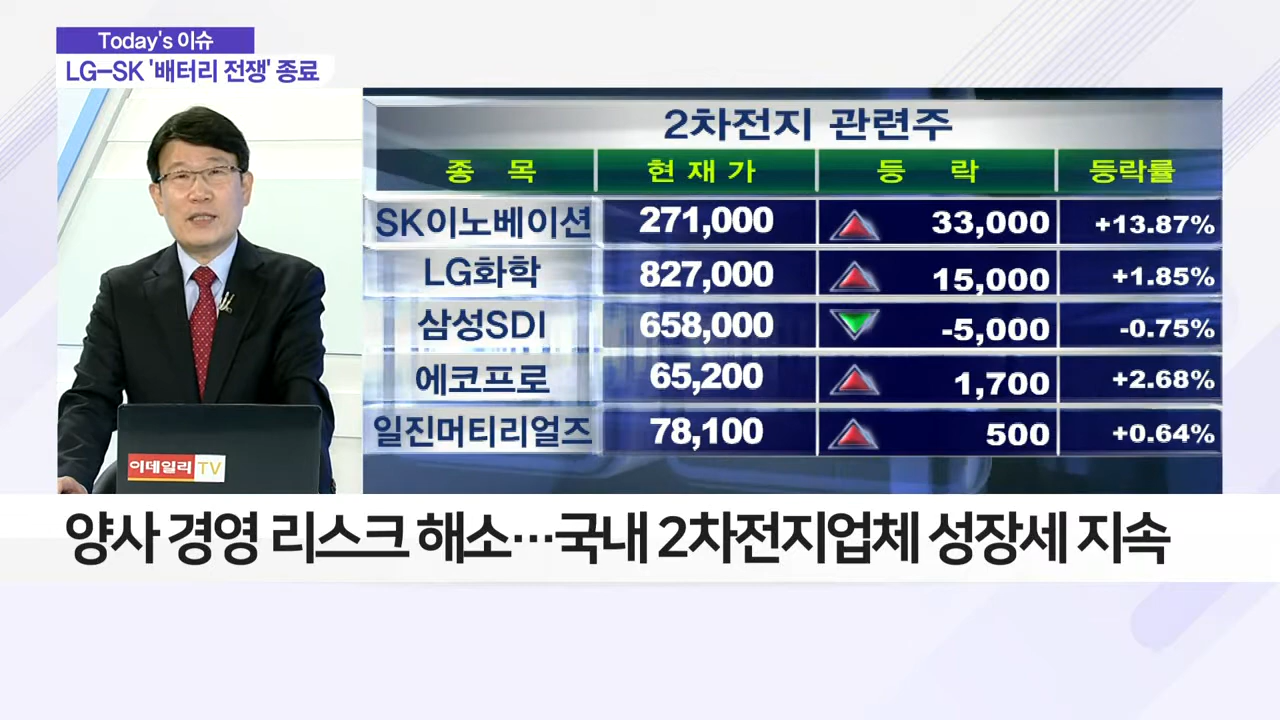 Today's 이슈
LG-SK '배터리 전쟁' 종료
2차전지 관련주
종 목 현 재 가 등 락 등락률
SK이노베이션 271,000 33,000 +13.87%
LG화학 827,000 15,000 +1.85%
삼성SDI 658,000 -5,000 -0.75%
에코프로 65,200 1,700 +2.68%
일진머티리얼즈 78,100 500 +0.64%
이데일리 TV
양사 경영 리스크 해소…국내 2차전지업체 성장세 지속